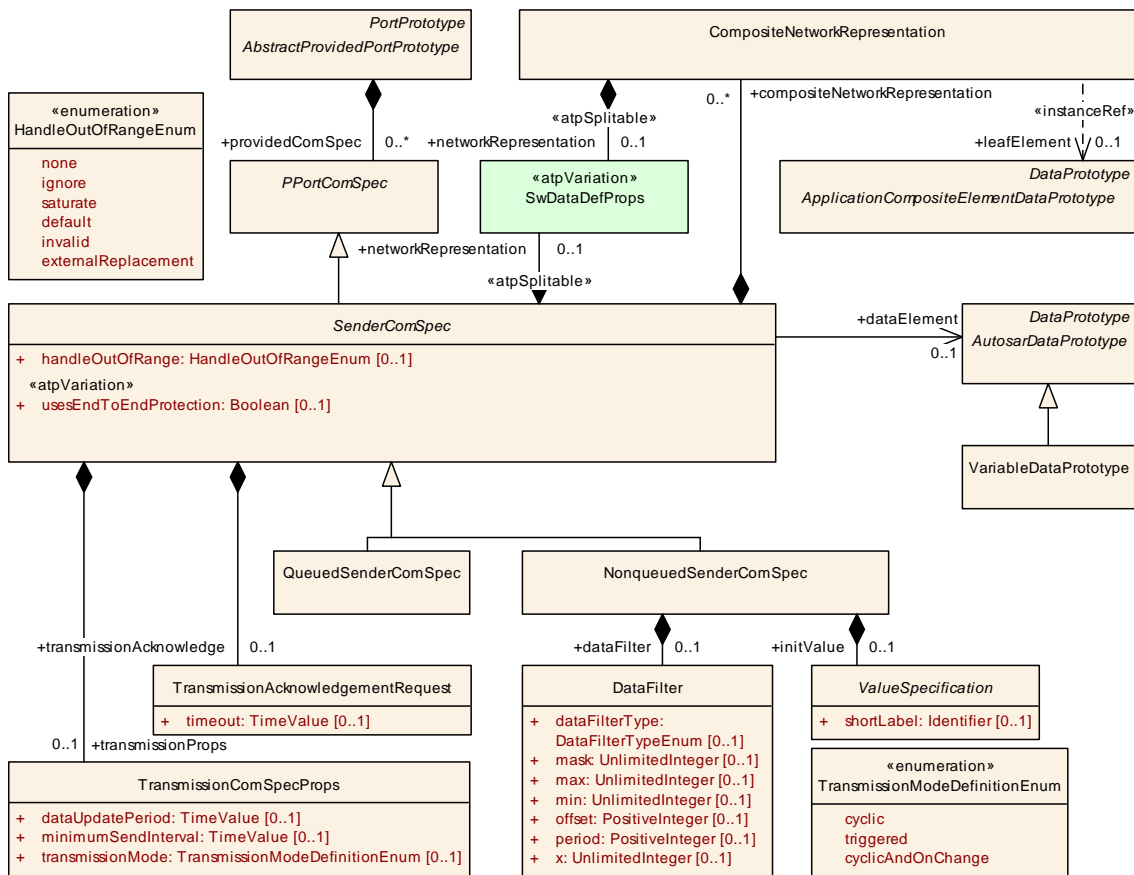 PortPrototype
AbstractProvidedPortPrototype
CompositeNetworkRepresentation
«enumeration»
HandleOutOfRangeEnum
none
ignore
saturate
default
invalid
externalReplacement
+providedComSpec
0..*
«atpSplitable»
+networkRepresentation
0..1
0..*
+compositeNetworkRepresentation
«instanceRef»
+leafElement
0..1
PPortComSpec
«atpVariation»
SwDataDefProps
DataPrototype
ApplicationCompositeElementDataPrototype
+networkRepresentation
0..1
«atpSplitable»
SenderComSpec
+ handleOutOfRange: HandleOutOfRangeEnum [0..1]
«atpVariation»
+ usesEndToEndProtection: Boolean [0..1]
+dataElement
0..1
DataPrototype
AutosarDataPrototype
VariableDataPrototype
QueuedSenderComSpec
NonqueuedSenderComSpec
+transmissionAcknowledge
0..1
+dataFilter
0..1
+initValue
0..1
TransmissionAcknowledgementRequest
+ timeout: TimeValue [0..1]
DataFilter
+ dataFilterType:
DataFilterTypeEnum [0..1]
+ mask: UnlimitedInteger [0..1]
+ max: UnlimitedInteger [0..1]
+ min: UnlimitedInteger [0..1]
+ offset: PositiveInteger [0..1]
+ period: PositiveInteger [0..1]
+ x: UnlimitedInteger [0..1]
ValueSpecification
+ shortLabel: Identifier [0..1]
0..1
+transmissionProps
TransmissionComSpecProps
+ dataUpdatePeriod: TimeValue [0..1]
+ minimumSendInterval: TimeValue [0..1]
+ transmissionMode: TransmissionModeDefinitionEnum [0..1]
«enumeration»
TransmissionModeDefinitionEnum
cyclic
triggered
cyclicAndOnChange